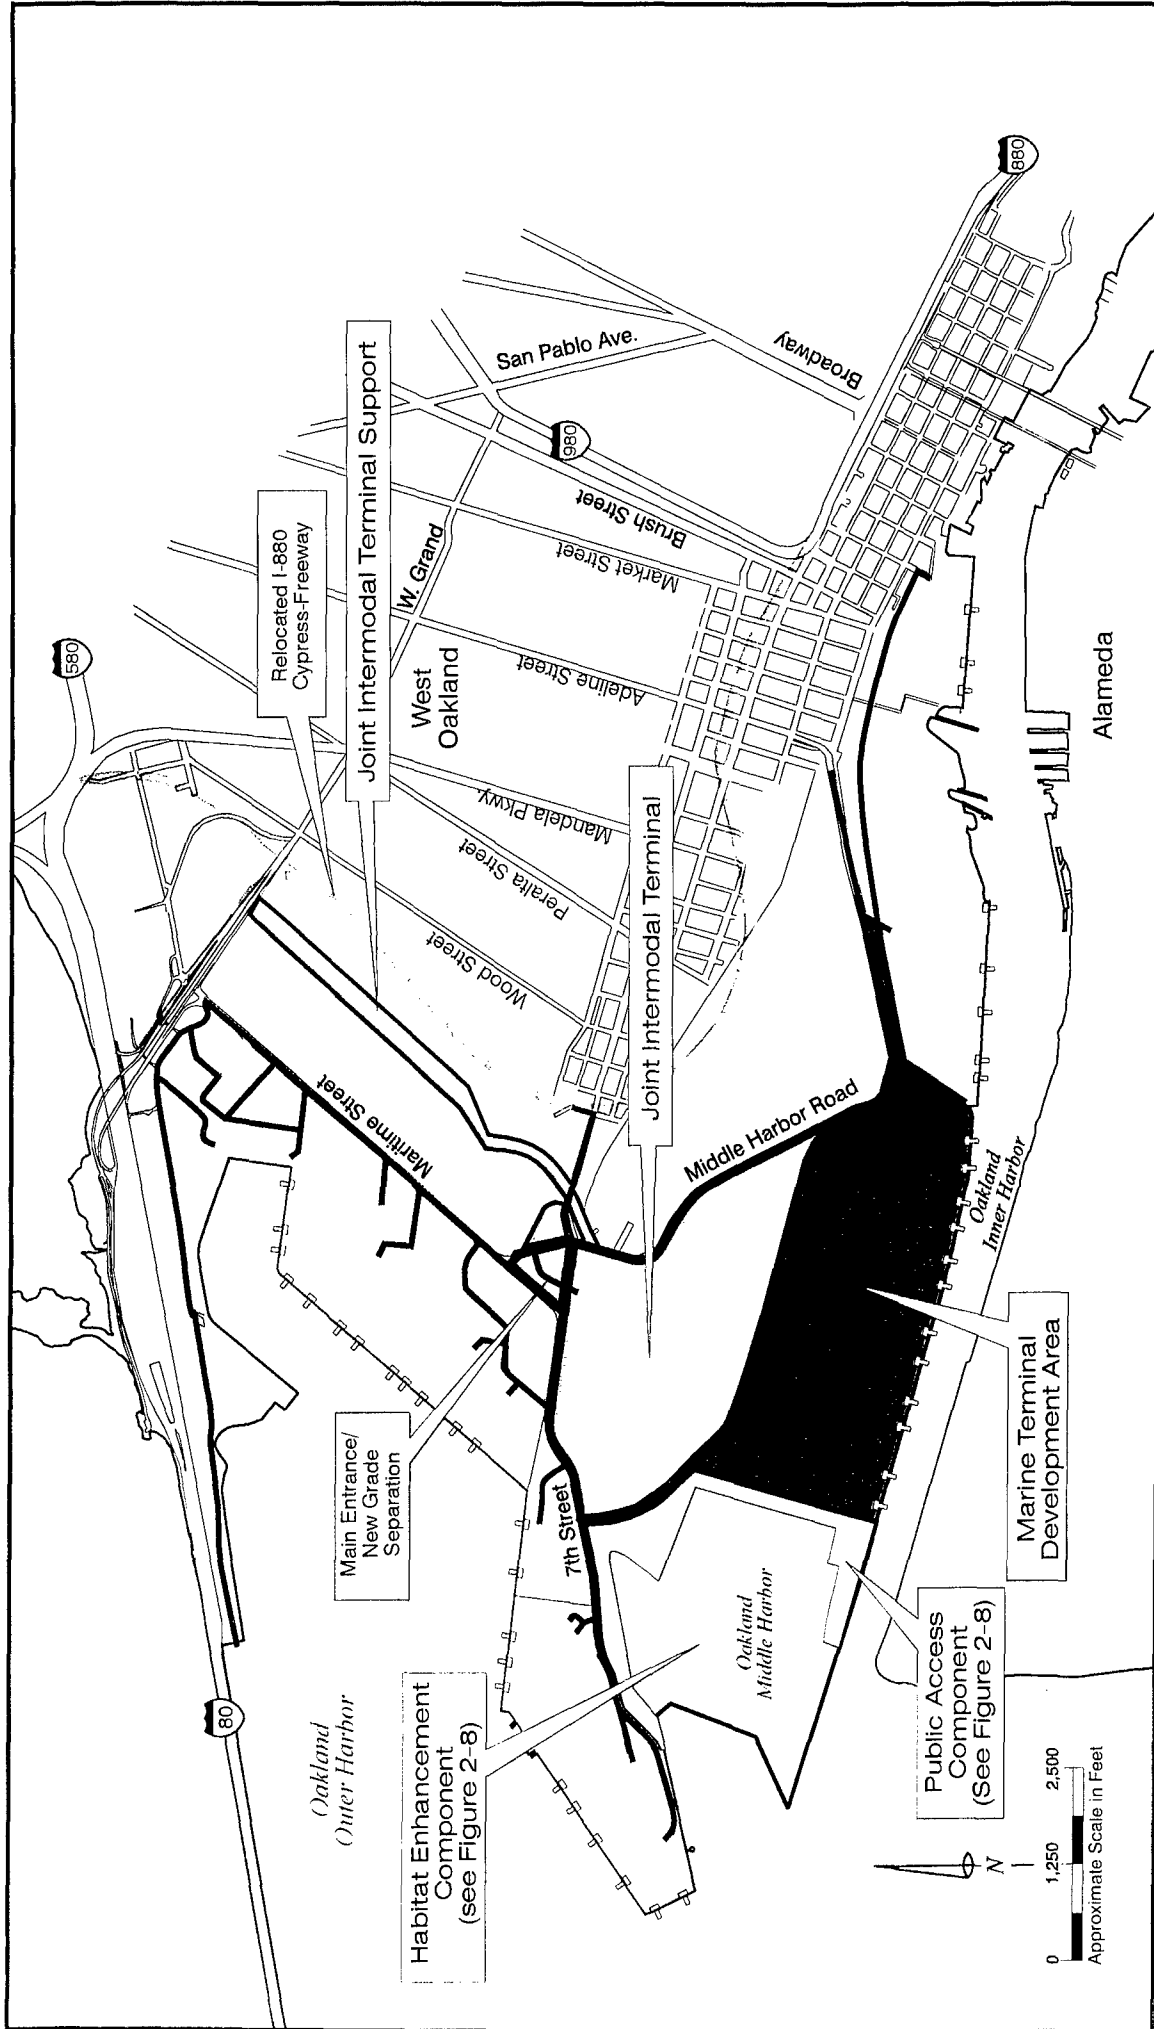 80
Oakland
Outer Harbor
Habitat Enhancement
Component
(see Figure 2-8)
Main Entrance/
New Grade
Separation
580
Relocated I-880
Cypress-Freeway
Joint Intermodal Terminal Support
San Pablo Ave.
Broadway
980
880
W. Grand
West
Oakland
Brush Street
Market Street
Adeline Street
Mandela Pkwy.
Peralta Street
Wood Street
Maritime Street
7th Street
Joint Intermodal Terminal
Middle Harbor Road
Oakland
Middle Harbor
Oakland
Inner Harbor
Alameda
Marine Terminal
Development Area
Public Access
Component
(See Figure 2-8)
N
0
1,250
2,500
Approximate Scale in Feet